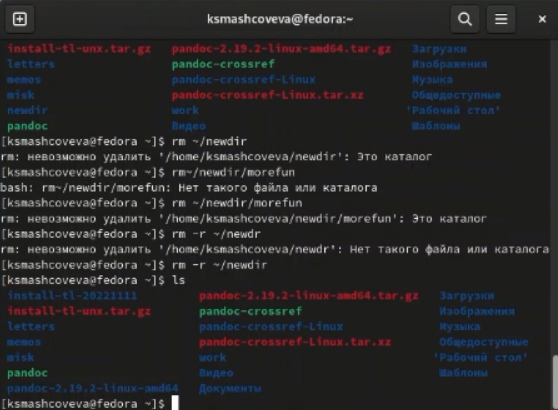 ksmashcoveva@fedora:~
install-tl-unx.tar.gz pandoc-2.19.2-linux-amd64.tar.gz Загрузки
letters pandoc-crossref Изображения
memos pandoc-crossref-Linux Музыка
misk pandoc-crossref-Linux.tar.xz Общедоступные
newdir work 'Рабочий стол'
pandoc Видео Шаблоны
[ksmashcoveva@fedora ~]$ rm ~/newdir
rm: невозможно удалить '/home/ksmashcoveva/newdir': Это каталог
[ksmashcoveva@fedora ~]$ rm~/newdir/morefun
bash: rm~/newdir/morefun: Нет такого файла или каталога
[ksmashcoveva@fedora ~]$ rm ~/newdir/morefun
rm: невозможно удалить '/home/ksmashcoveva/newdir/morefun': Это каталог
[ksmashcoveva@fedora ~]$ rm -r ~/newdr
rm: невозможно удалить '/home/ksmashcoveva/newdr': Нет такого файла или каталога
[ksmashcoveva@fedora ~]$ rm -r ~/newdir
[ksmashcoveva@fedora ~]$ ls
install-tl-20221111 pandoc-2.19.2-linux-amd64.tar.gz Загрузки
install-tl-unx.tar.gz pandoc-crossref Изображения
letters pandoc-crossref-Linux Музыка
memos pandoc-crossref-Linux.tar.xz Общедоступные
misk work 'Рабочий стол'
pandoc Видео Шаблоны
pandoc-2.19.2-linux-amd64 Документы
[ksmashcoveva@fedora ~]$